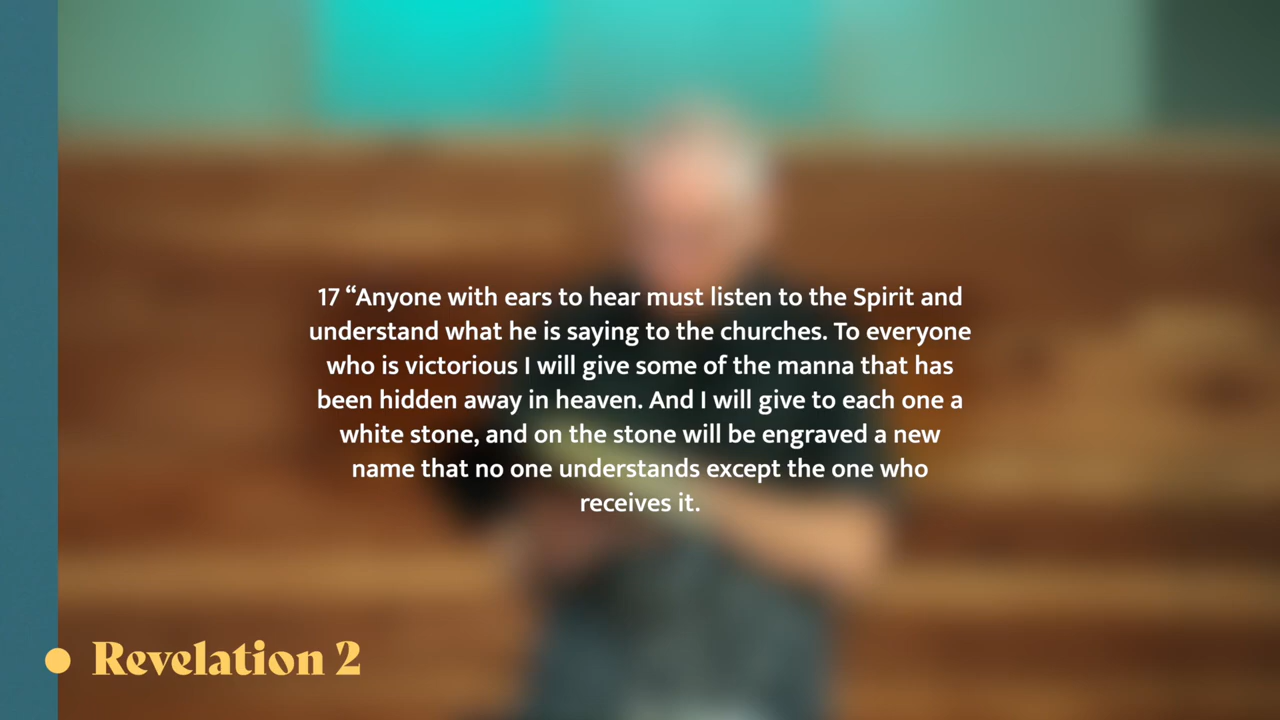 17 “Anyone with ears to hear must listen to the Spirit and
understand what he is saying to the churches. To everyone
who is victorious I will give some of the manna that has
been hidden away in heaven. And I will give to each one a
white stone, and on the stone will be engraved a new
name that no one understands except the one who
receives it.
Revelation 2